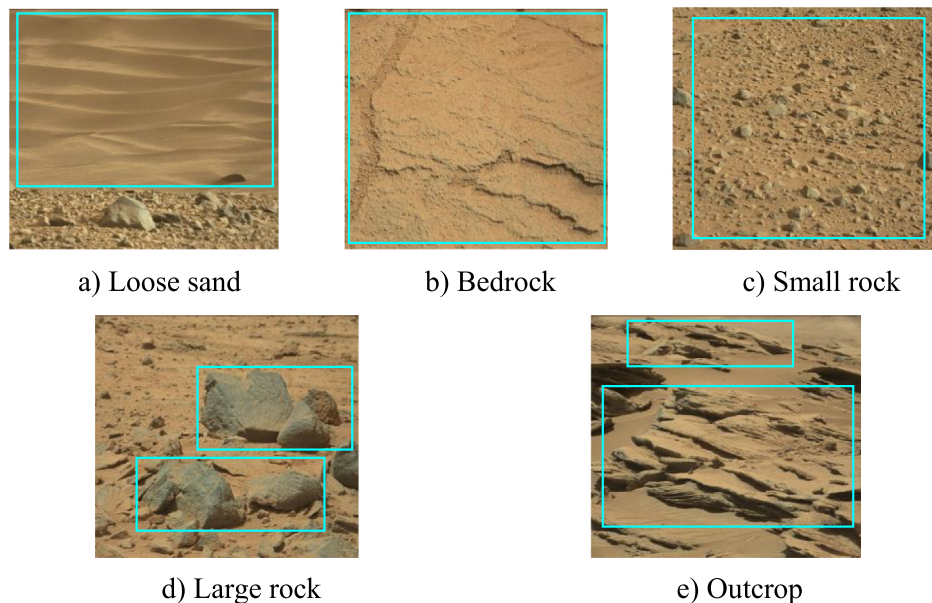 a) Loose sand
b) Bedrock
c) Small rock
d) Large rock
e) Outcrop